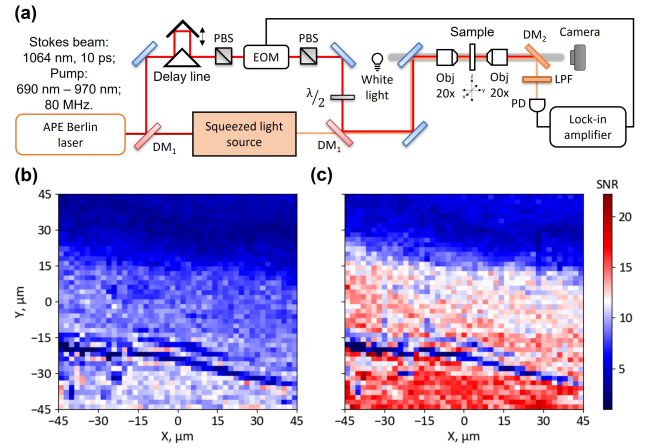 (a)
Stokes beam:
1064 nm, 10 ps;
Pump:
690 nm – 970 nm;
80 MHz.
APE Berlin
laser
DM1
Delay line
PBS
EOM
PBS
λ/2
Squeezed light
source
DM1
White
light
Sample
Obj
20x
x
y
Obj
20x
DM2
Camera
LPF
PD
Lock-in
amplifier
(b)
45
30
15
0
−15
−30
−45
Y, μm
−45 −30 −15 0 15 30 45
X, μm
(c)
−45 −30 −15 0 15 30 45
X, μm
SNR
20
15
10
5